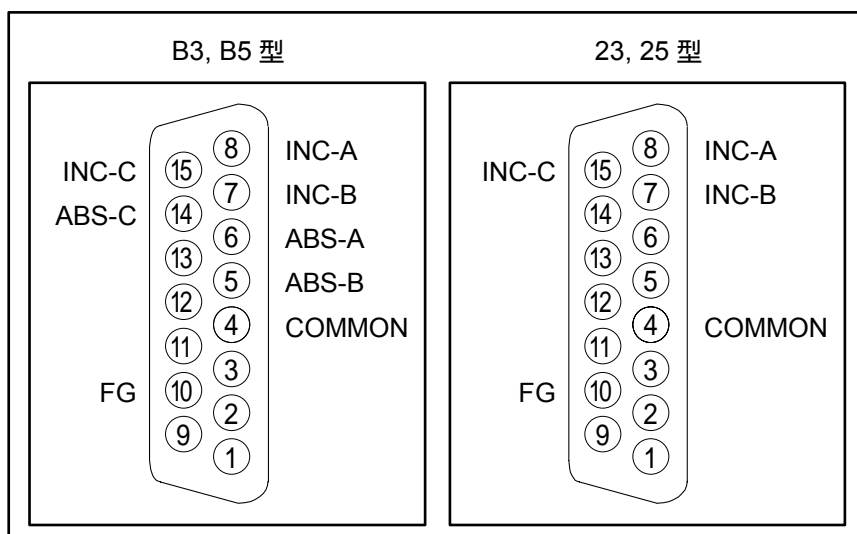 B3, B5 型
INC-C
ABS-C
FG
15
14
13
12
11
10
9
8
7
6
5
4
3
2
1
INC-A
INC-B
ABS-A
ABS-B
COMMON
23, 25 型
INC-C
FG
15
14
13
12
11
10
9
8
7
6
5
4
3
2
1
INC-A
INC-B
COMMON